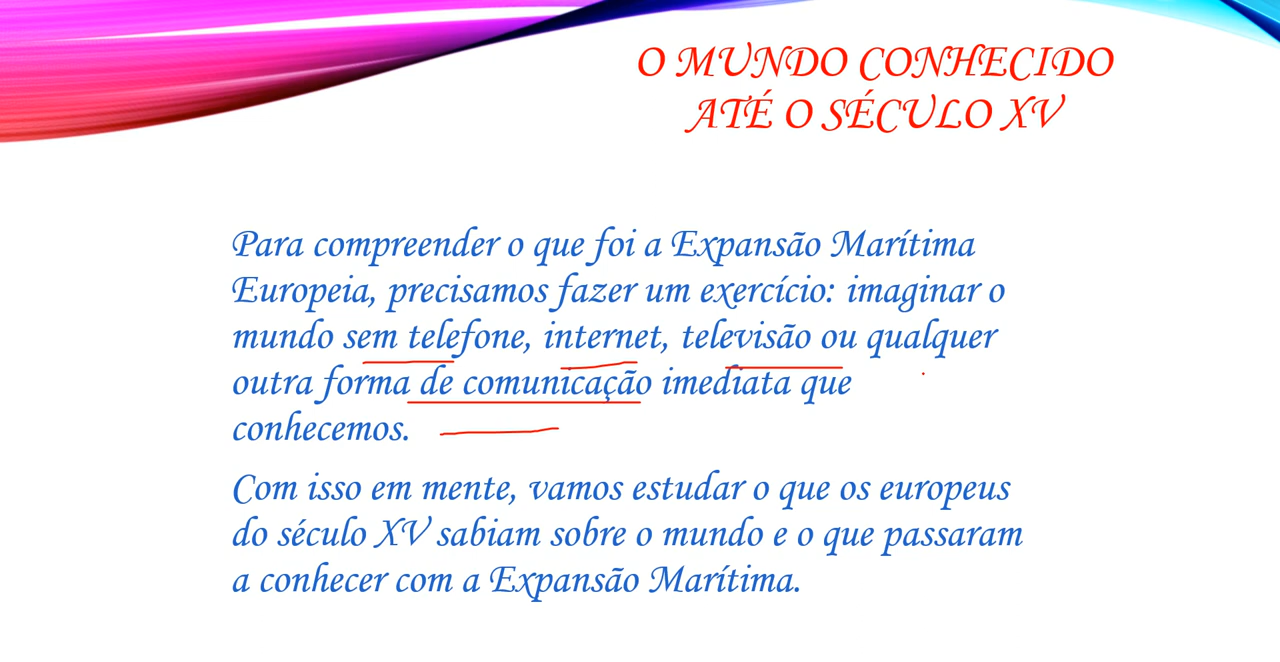 O MUNDO CONHECIDO
ATÉ O SÉCULO XV
Para compreender o que foi a Expansão Marítima
Europeia, precisamos fazer um exercício: imaginar o
mundo sem telefone, internet, televisão ou qualquer
outra forma de comunicação imediata que
conhecemos.
Com isso em mente, vamos estudar o que os europeus
do século XV sabiam sobre o mundo e o que passaram
a conhecer com a Expansão Marítima.